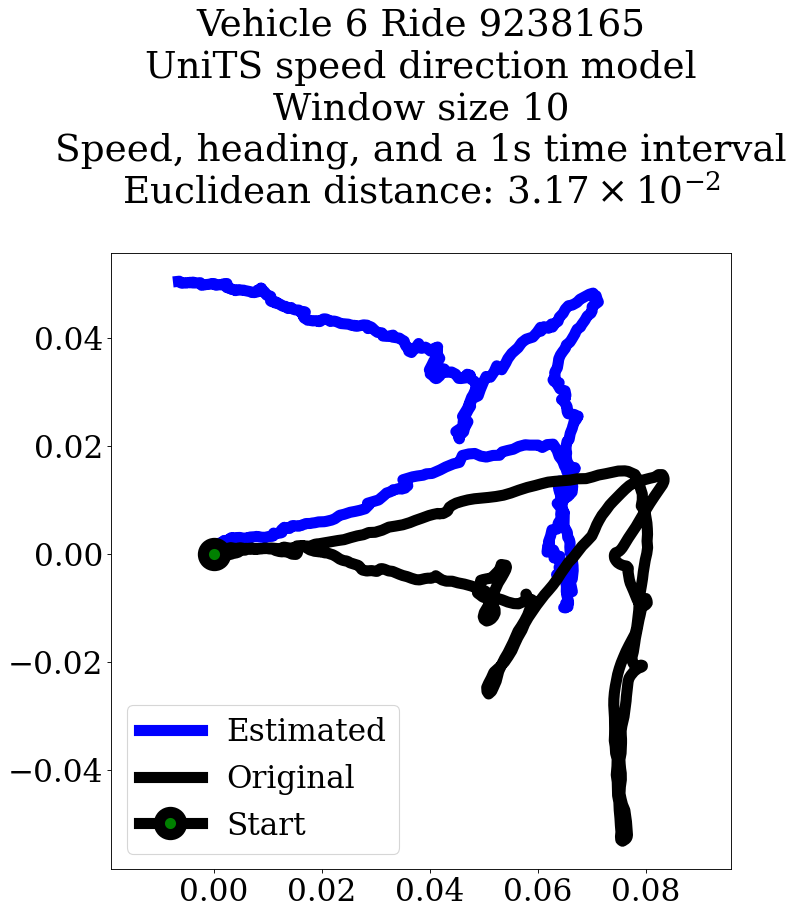 Vehicle 6 Ride 9238165
UniTS speed direction model
Window size 10
Speed, heading, and a 1s time interval
Euclidean distance: 3.17 × 10⁻²
0.04
0.02
0.00
−0.02
−0.04
Estimated
Original
Start
0.00 0.02 0.04 0.06 0.08